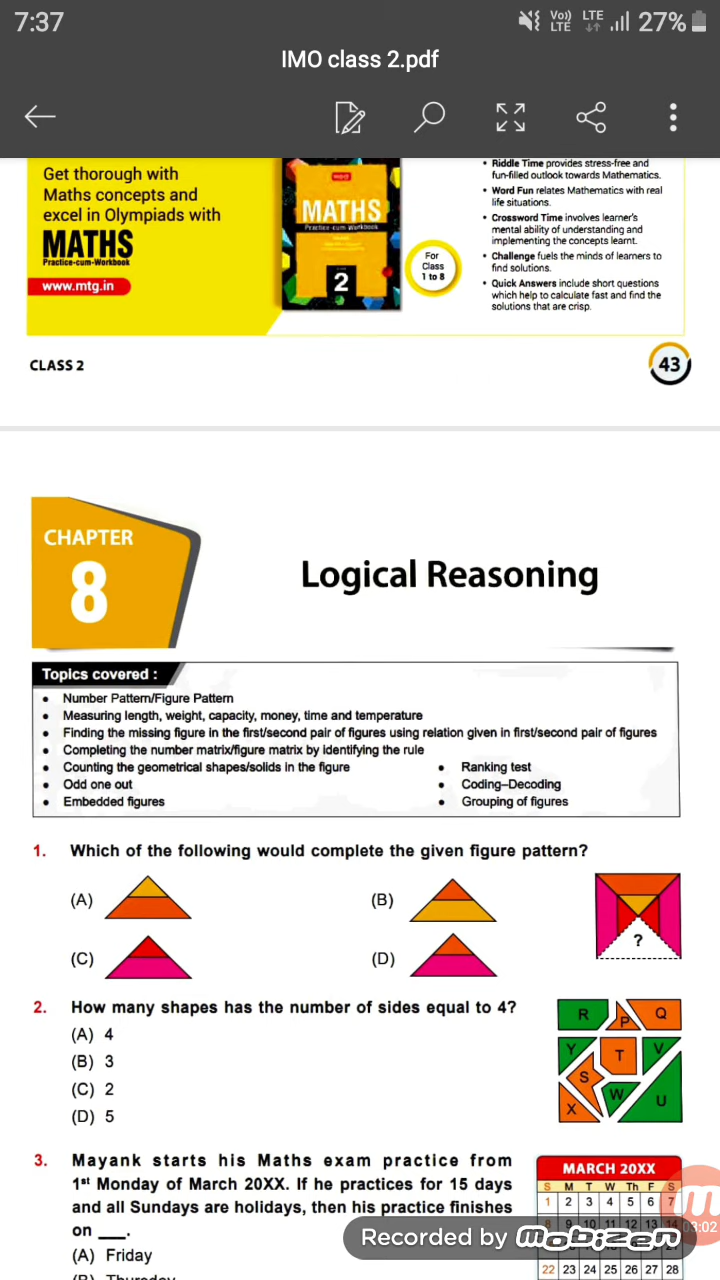 7:37
Vo)) LTE
LTE
27%
IMO class 2.pdf
Get thorough with
Maths concepts and
excel in Olympiads with
MATHS
Practice-cum-Workbook
www.mtg.in
mtG
MATHS
Practice-cum-Workbook
2
For
Class
1 to 8
• Riddle Time provides stress-free and
fun-filled outlook towards Mathematics.
• Word Fun relates Mathematics with real
life situations.
• Crossword Time involves learner's
mental ability of understanding and
implementing the concepts learnt.
• Challenge fuels the minds of learners to
find solutions.
• Quick Answers include short questions
which help to calculate fast and find the
solutions that are crisp.
CLASS 2
43
CHAPTER
8
Logical Reasoning
Topics covered :
• Number Pattern/Figure Pattern
• Measuring length, weight, capacity, money, time and temperature
• Finding the missing figure in the first/second pair of figures using relation given in first/second pair of figures
• Completing the number matrix/figure matrix by identifying the rule
• Counting the geometrical shapes/solids in the figure
• Ranking test
• Odd one out
• Coding–Decoding
• Embedded figures
• Grouping of figures
1. Which of the following would complete the given figure pattern?
(A)
(B)
(C)
(D)
?
2. How many shapes has the number of sides equal to 4?
(A) 4
(B) 3
(C) 2
(D) 5
R P Q
Y T V
S W U
X
3. Mayank starts his Maths exam practice from
1st Monday of March 20XX. If he practices for 15 days
and all Sundays are holidays, then his practice finishes
on ___.
(A) Friday
(B) Thursday
MARCH 20XX
S M T W Th F S
1 2 3 4 5 6 7
8 9 10 11 12 13 14
22 23 24 25 26 27 28
Recorded by Mobizen
03:02